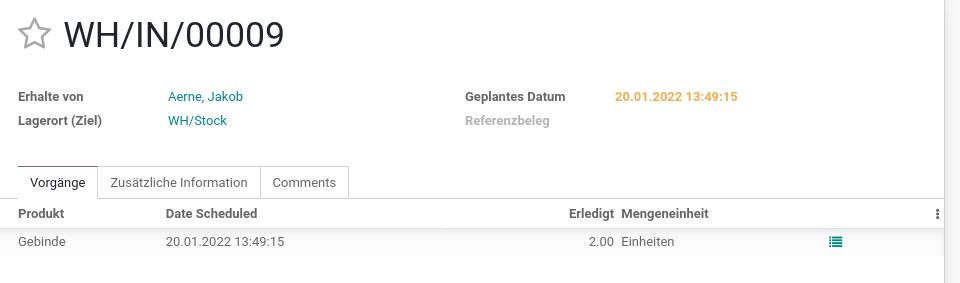 WH/IN/00009
Erhalte von Aerne, Jakob Geplantes Datum 20.01.2022 13:49:15
Lagerort (Ziel) WH/Stock Referenzbeleg
Vorgänge Zusätzliche Information Comments
Produkt Date Scheduled Erledigt Mengeneinheit
Gebinde 20.01.2022 13:49:15 2.00 Einheiten